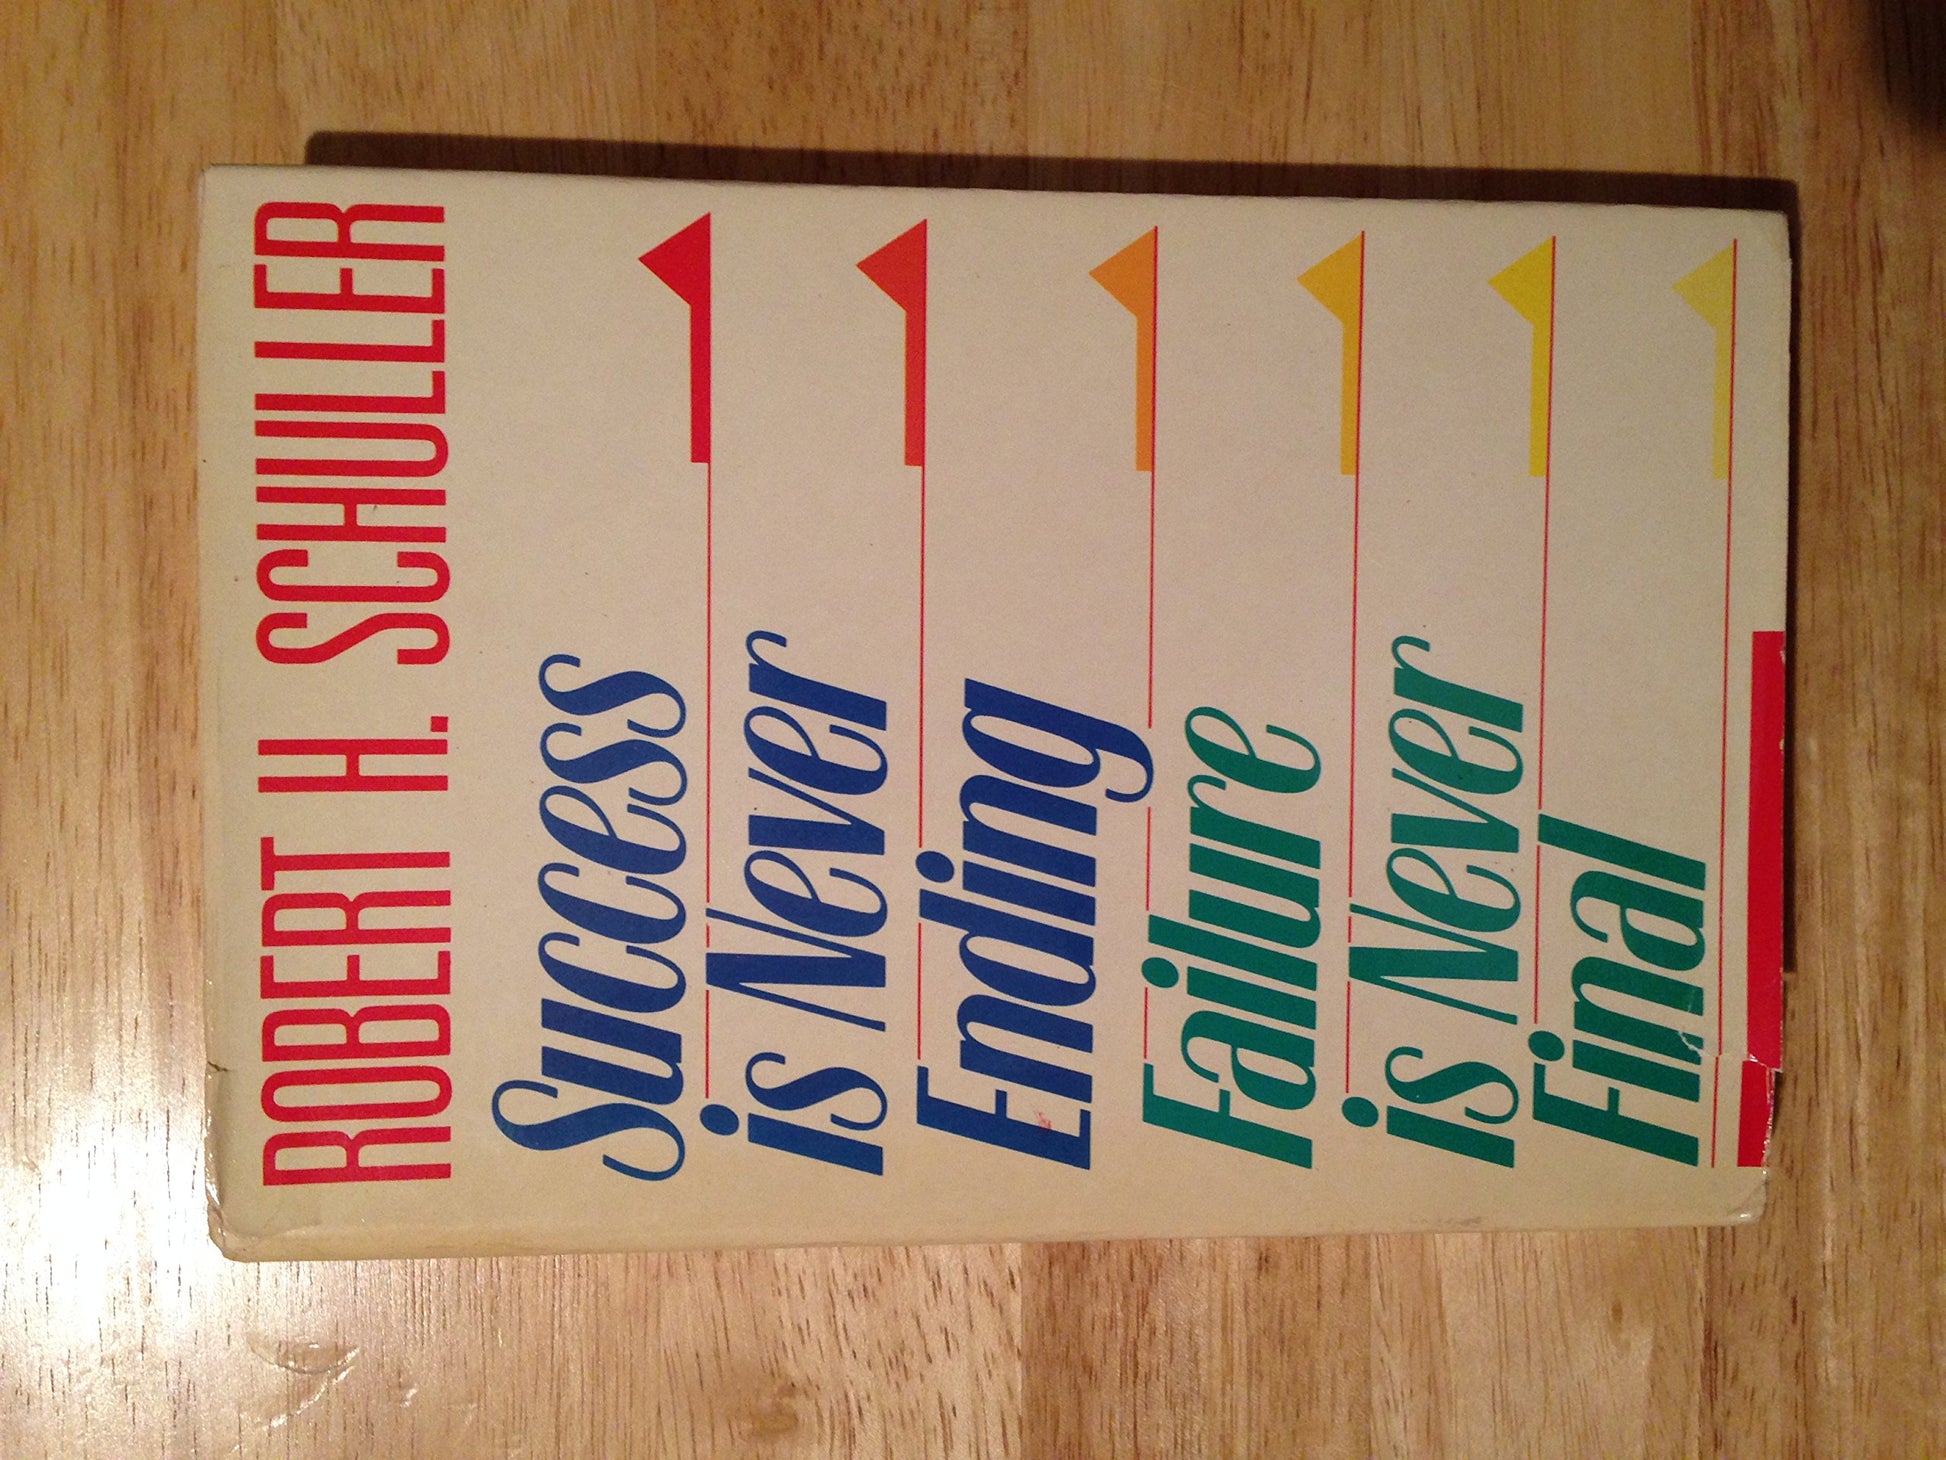 ROBERT H. SCHULLER
Success
is Never
Ending
Failure
is Never
Final